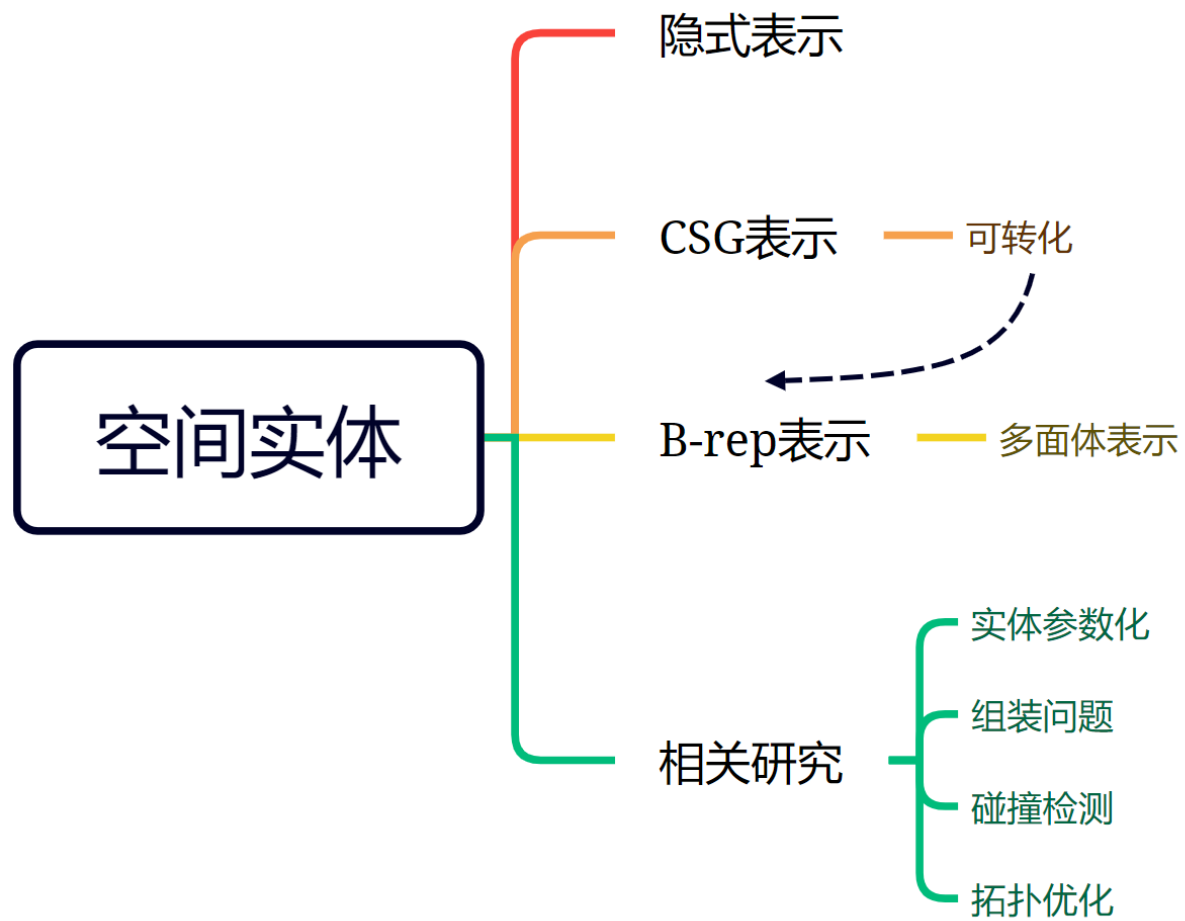 空间实体
隐式表示
CSG表示
可转化
B-rep表示
多面体表示
相关研究
实体参数化
组装问题
碰撞检测
拓扑优化